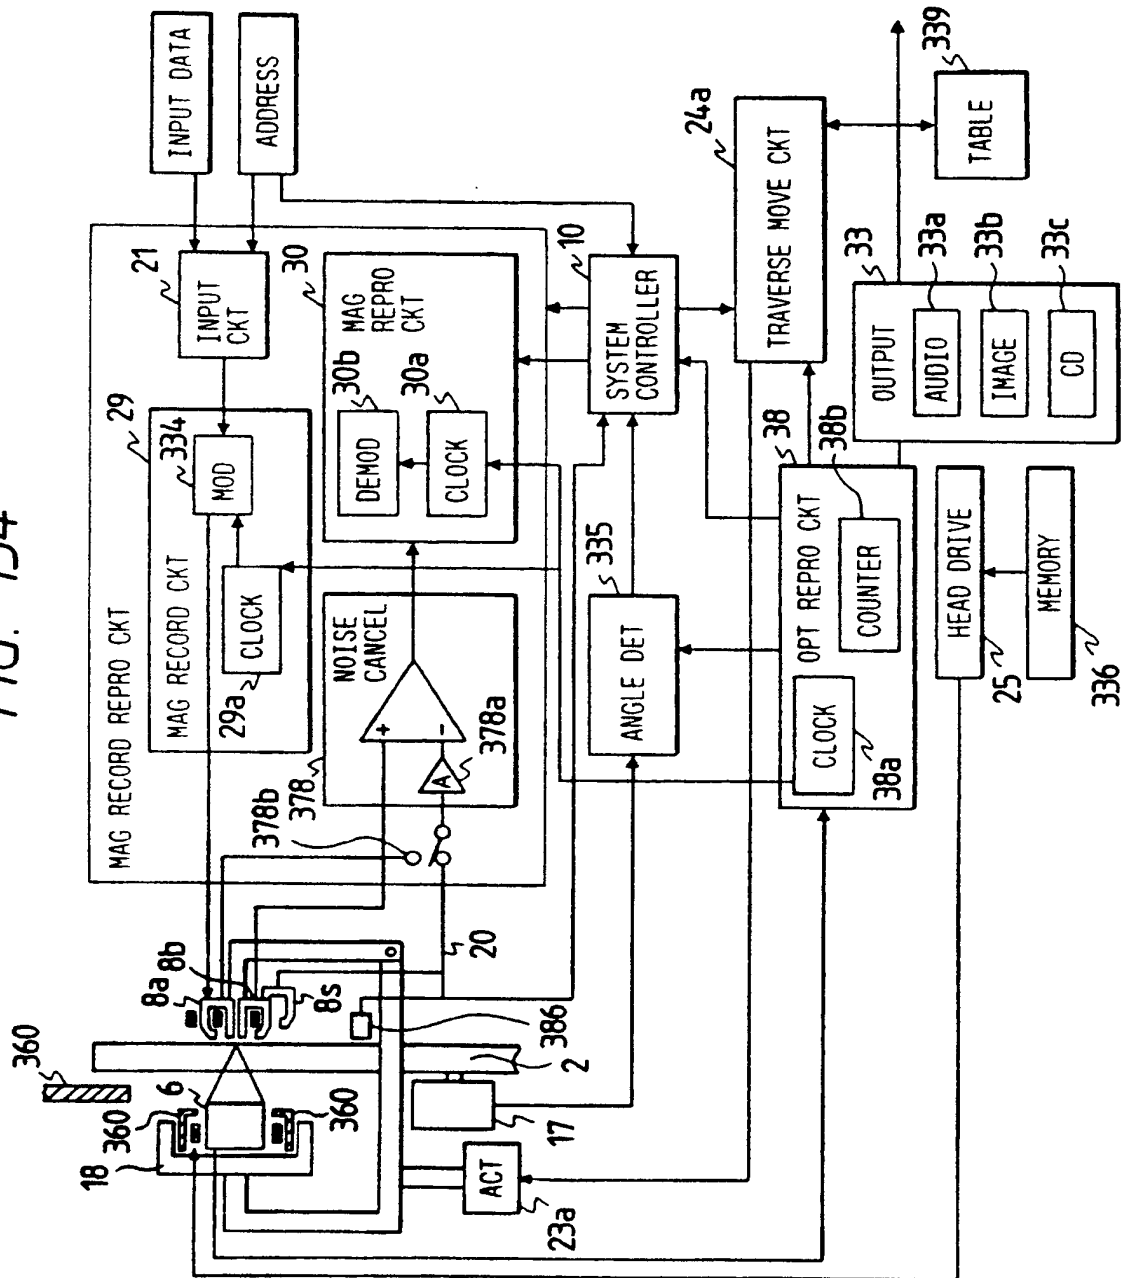 FIG.
360
18
360
6
360
8a
8b
8s
20
386
2
17
ACT
23a
MAG RECORD REPRO CKT
29
MAG RECORD CKT
334
MOD
CLOCK
29a
21
INPUT
CKT
INPUT DATA
ADDRESS
378b
378
NOISE
CANCEL
+
−
A
378a
30
MAG
REPRO
CKT
30b
DEMOD
30a
CLOCK
10
SYSTEM
CONTROLLER
335
ANGLE DET
24a
TRAVERSE MOVE CKT
339
TABLE
38
OPT REPRO CKT
38b
COUNTER
CLOCK
38a
33
OUTPUT
33a
AUDIO
33b
IMAGE
33c
CD
HEAD DRIVE
25
MEMORY
336